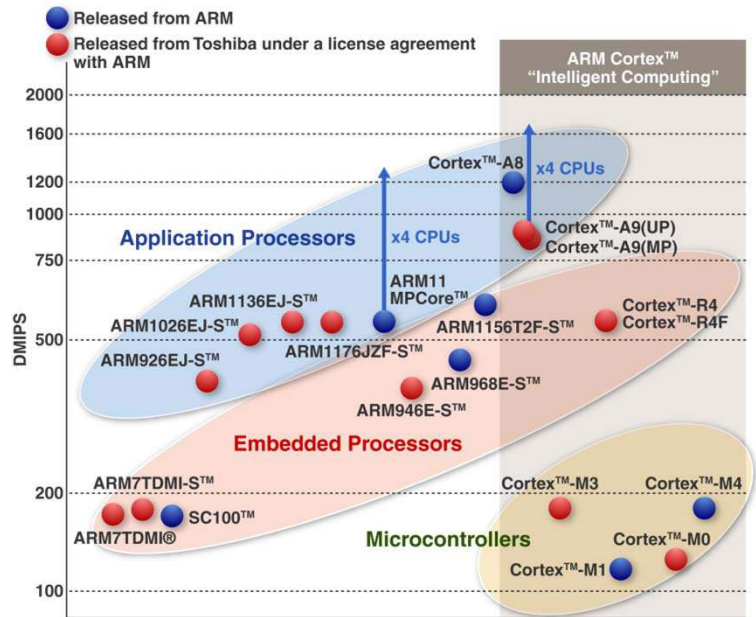 Released from ARM
Released from Toshiba under a license agreement
with ARM
ARM Cortex™
“Intelligent Computing”
2000
1600
1200
1000
750
500
200
100
DMIPS
Cortex™-A8
x4 CPUs
Application Processors
x4 CPUs
Cortex™-A9(UP)
Cortex™-A9(MP)
ARM11
MPCore™
ARM1136EJ-S™
ARM1026EJ-S™
ARM1176JZF-S™
ARM926EJ-S™
ARM1156T2F-S™
Cortex™-R4
Cortex™-R4F
ARM968E-S™
ARM946E-S™
Embedded Processors
ARM7TDMI-S™
SC100™
ARM7TDMI®
Cortex™-M3
Cortex™-M4
Microcontrollers
Cortex™-M0
Cortex™-M1